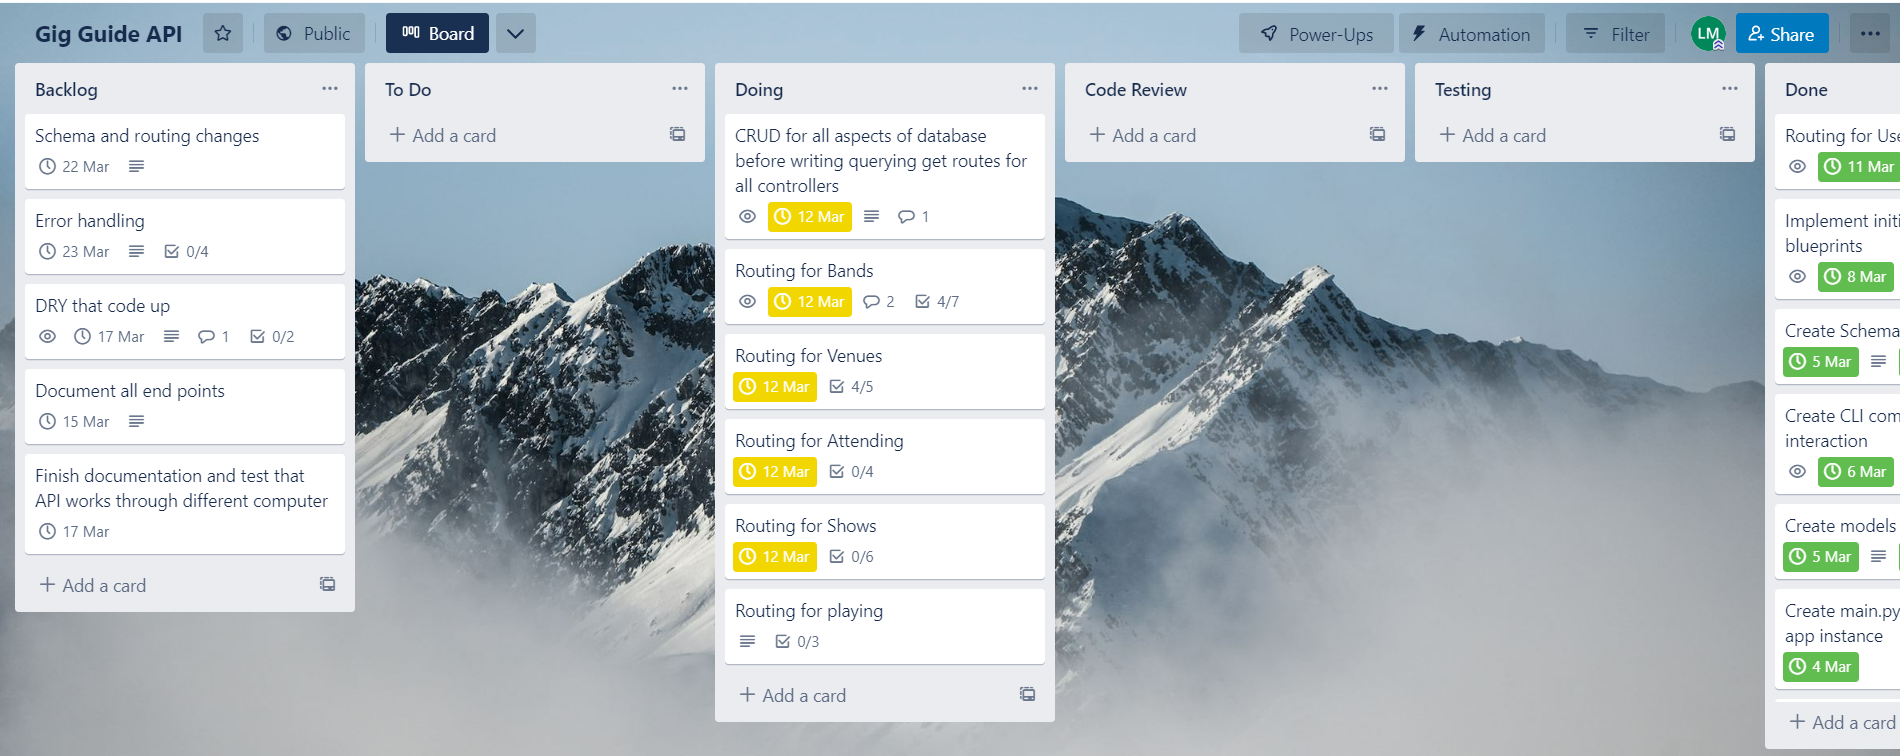 Gig Guide API
Public
Board
Power-Ups
Automation
Filter
LM
Share
Backlog
Schema and routing changes
22 Mar
Error handling
23 Mar
0/4
DRY that code up
17 Mar
1
0/2
Document all end points
15 Mar
Finish documentation and test that
API works through different computer
17 Mar
Add a card
To Do
Add a card
Doing
CRUD for all aspects of database
before writing querying get routes for
all controllers
12 Mar
1
Routing for Bands
12 Mar
2
4/7
Routing for Venues
12 Mar
4/5
Routing for Attending
12 Mar
0/4
Routing for Shows
12 Mar
0/6
Routing for playing
0/3
Add a card
Code Review
Add a card
Testing
Add a card
Done
Routing for Use
11 Mar
Implement initi
blueprints
8 Mar
Create Schema
5 Mar
Create CLI com
interaction
6 Mar
Create models
5 Mar
Create main.py
app instance
4 Mar
Add a card